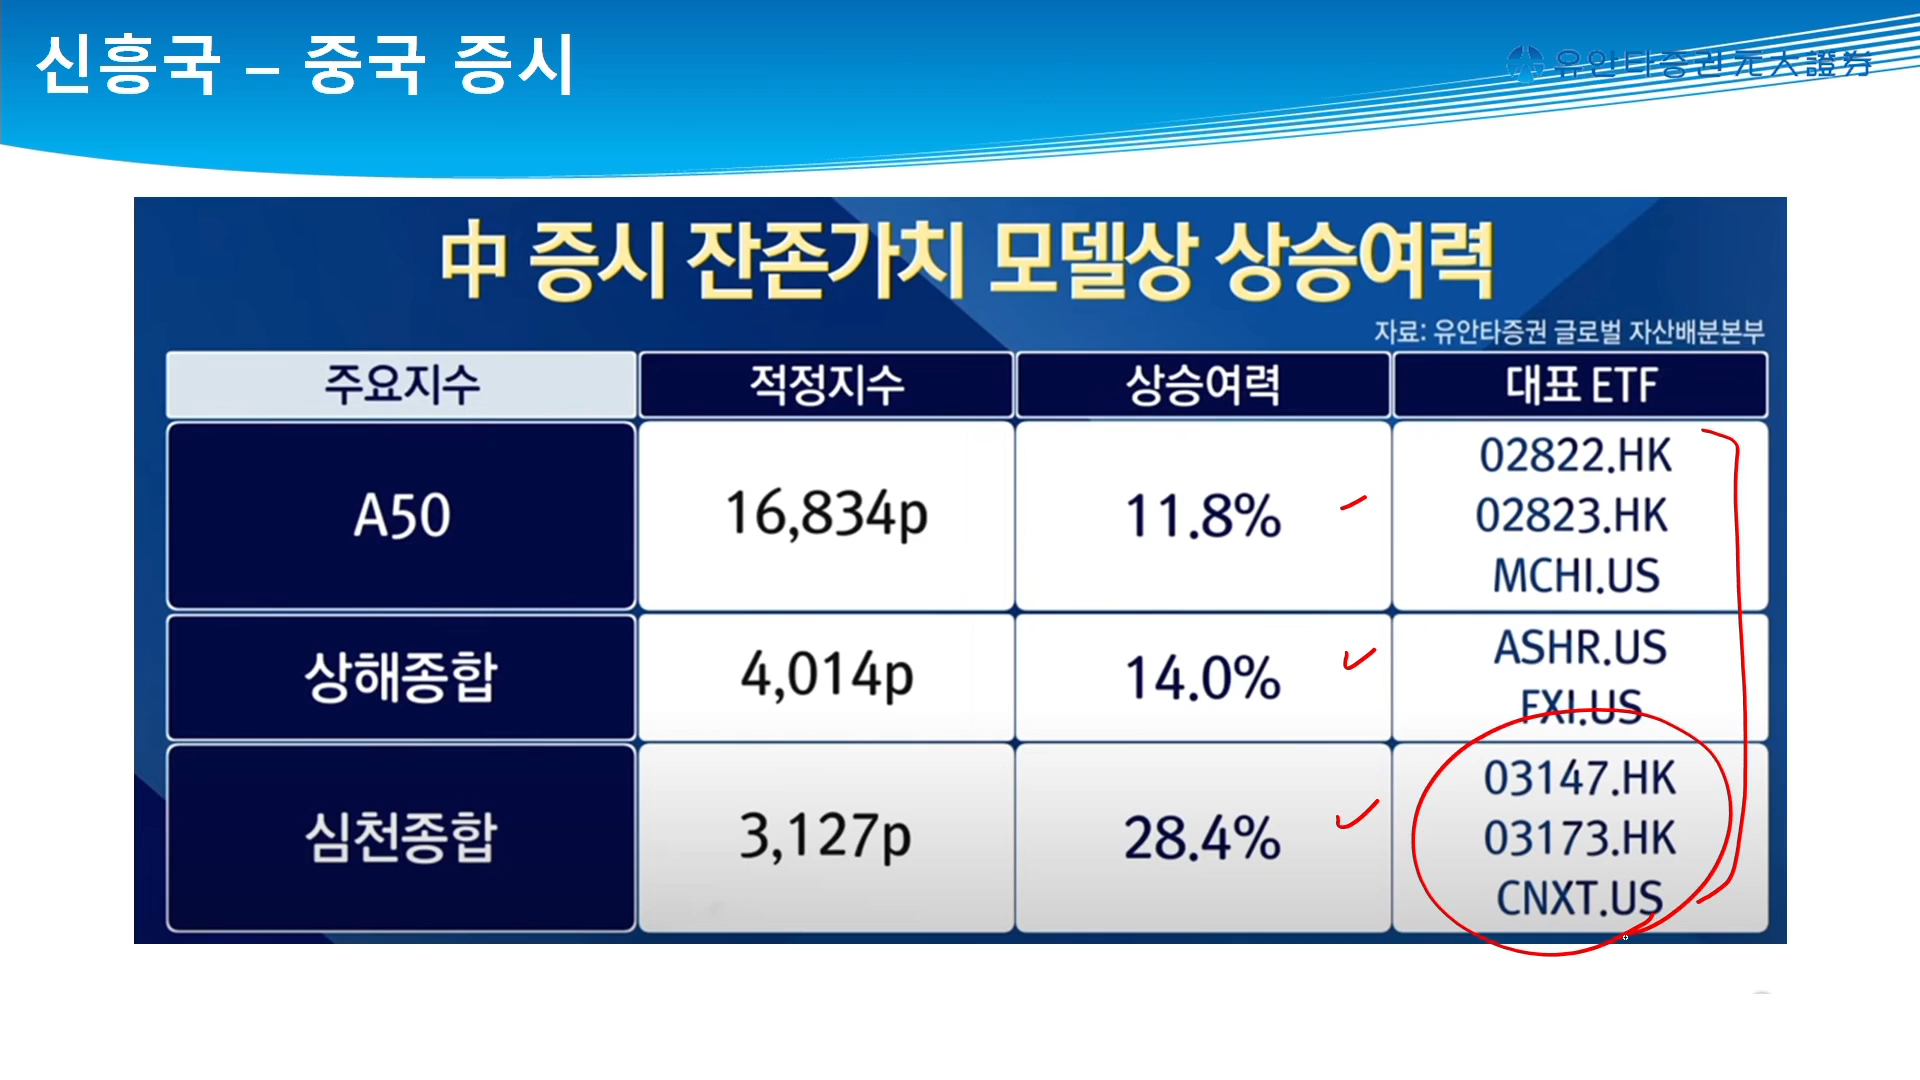 신흥국 – 중국 증시
유안타증권 元大證券
中 증시 잔존가치 모델상 상승여력
자료: 유안타증권 글로벌 자산배분본부
주요지수 적정지수 상승여력 대표 ETF
A50 16,834p 11.8% 02822.HK
02823.HK
MCHI.US
상해종합 4,014p 14.0% ASHR.US
FXI.US
심천종합 3,127p 28.4% 03147.HK
03173.HK
CNXT.US